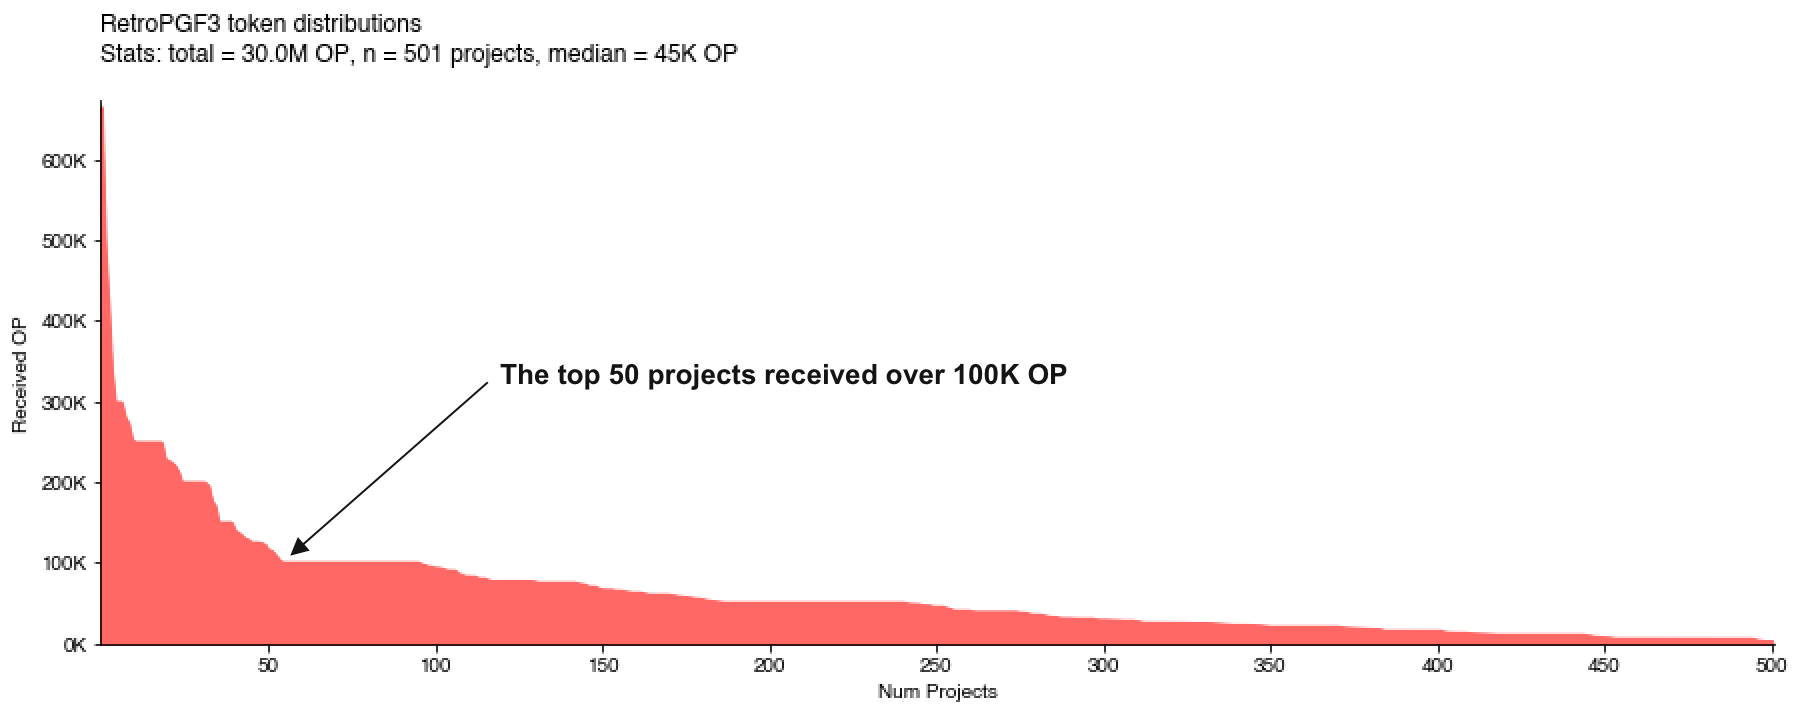 RetroPGF3 token distributions
Stats: total = 30.0M OP, n = 501 projects, median = 45K OP
600K
500K
400K
300K
200K
100K
0K
Received OP
The top 50 projects received over 100K OP
50 100 150 200 250 300 350 400 450 500
Num Projects